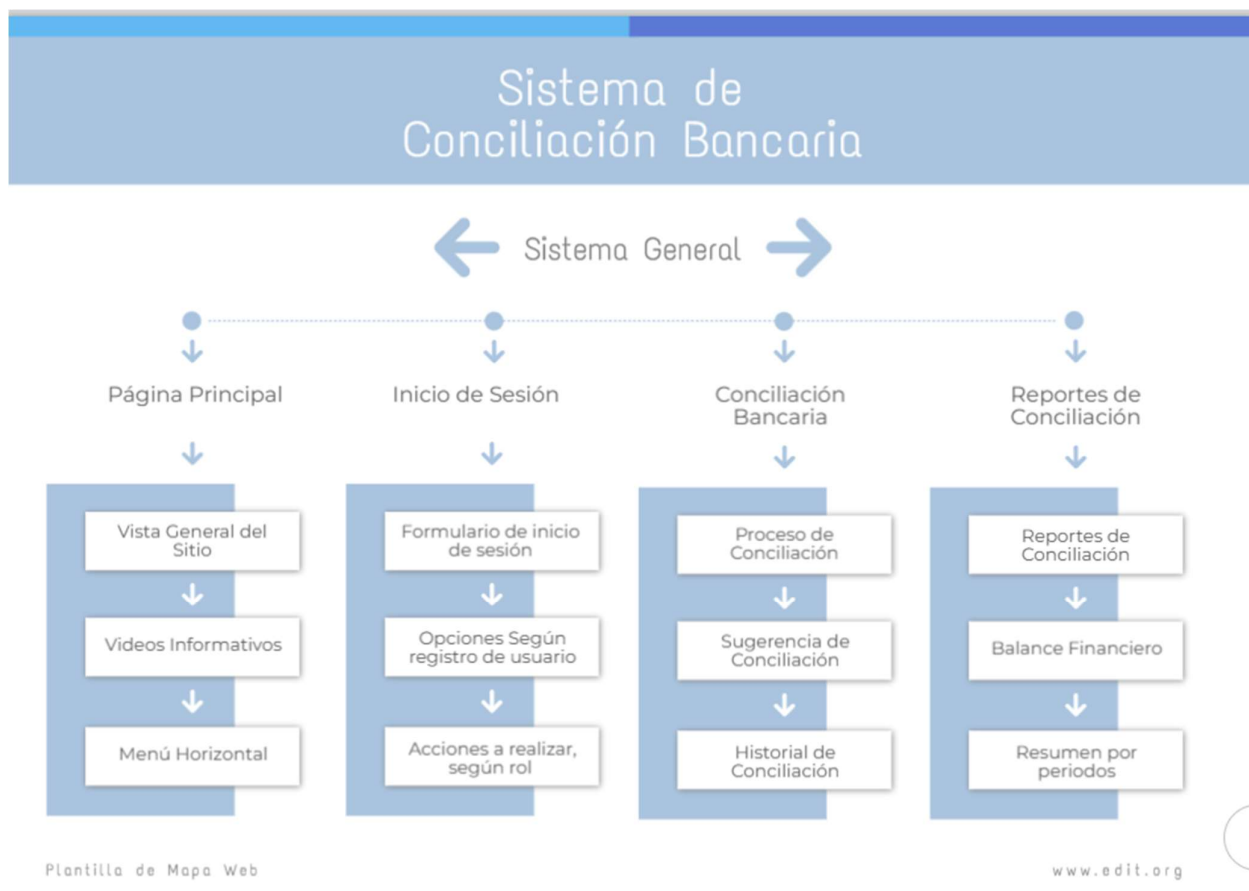 Sistema de
Conciliación Bancaria
Sistema General
Página Principal
Vista General del
Sitio
Videos Informativos
Menú Horizontal
Inicio de Sesión
Formulario de inicio
de sesión
Opciones Según
registro de usuario
Acciones a realizar,
según rol
Conciliación
Bancaria
Proceso de
Conciliación
Sugerencia de
Conciliación
Historial de
Conciliación
Reportes de
Conciliación
Reportes de
Conciliación
Balance Financiero
Resumen por
periodos
Plantilla de Mapa Web
www.edit.org